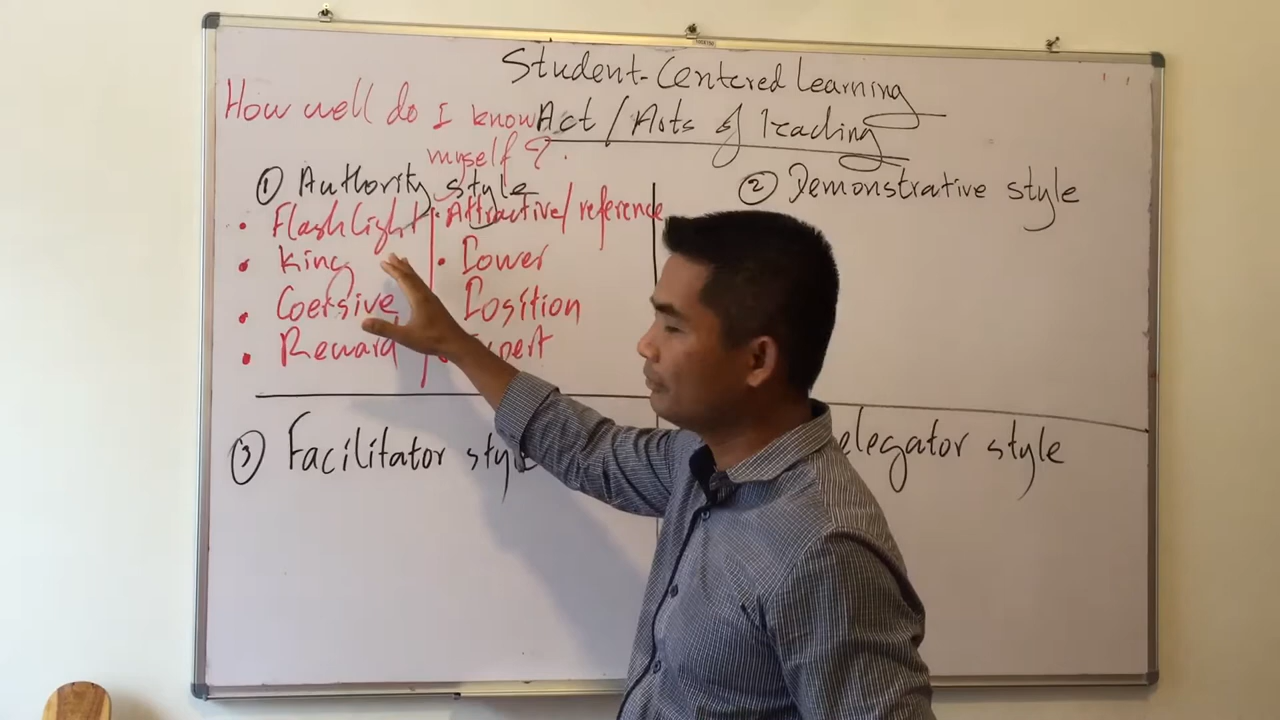 Student-Centered Learning
How well do I know
myself?
Act / Arts of leading
① Authority style
• Flashlight
• King
• Coersive
• Reward
• Attractive/reference
• Power
Position
② Demonstrative style
③ Facilitator style
elegator style